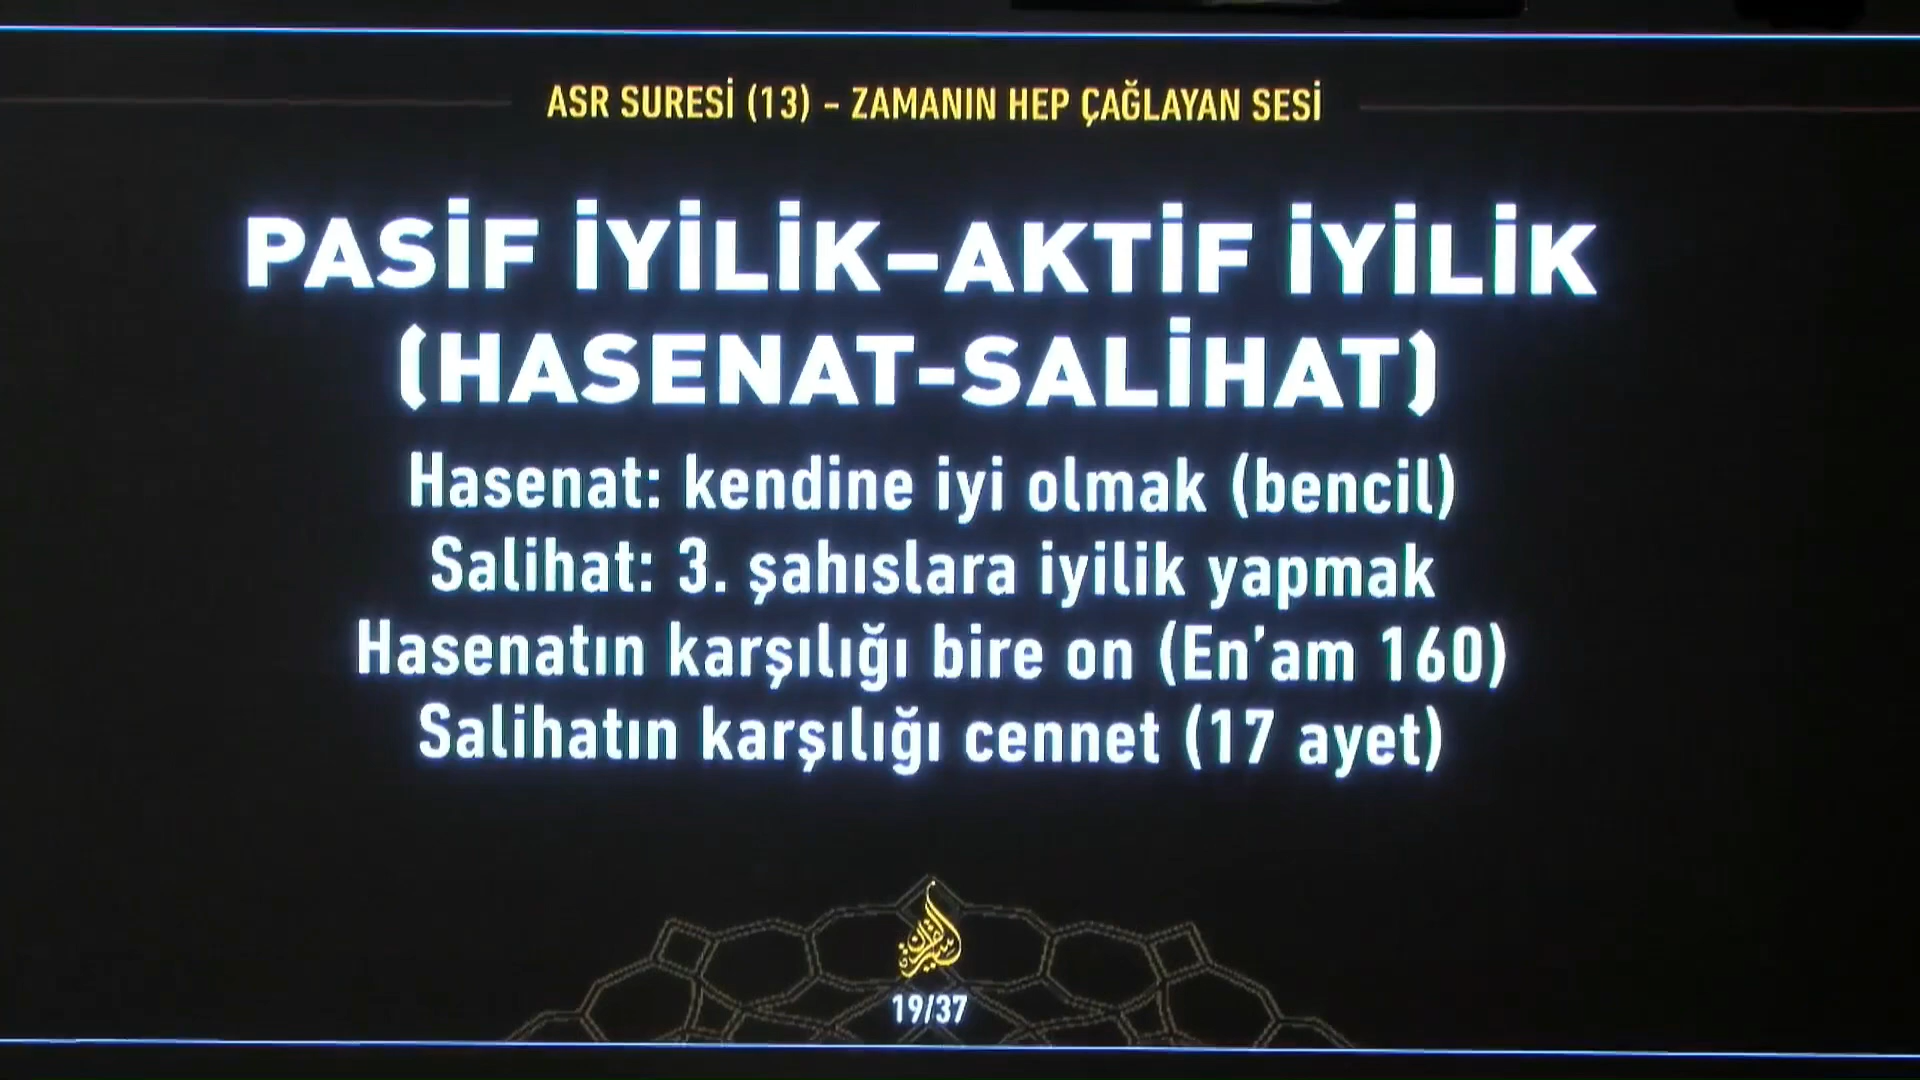 ASR SURESİ (13) – ZAMANIN HEP ÇAĞLAYAN SESİ
PASİF İYİLİK–AKTİF İYİLİK
(HASENAT-SALİHAT)
Hasenat: kendine iyi olmak (bencil)
Salihat: 3. şahıslara iyilik yapmak
Hasenatın karşılığı bire on (En’am 160)
Salihatın karşılığı cennet (17 ayet)
19/37